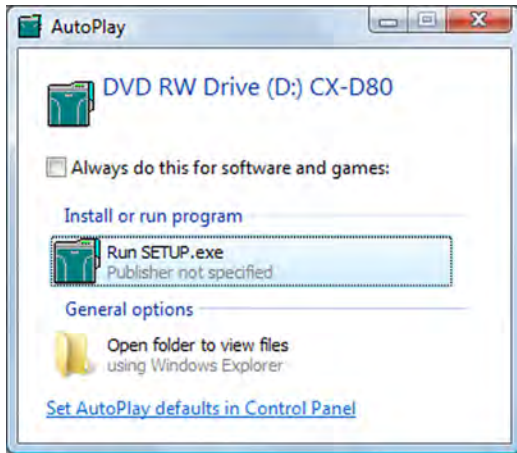 AutoPlay
DVD RW Drive (D:) CX-D80
Always do this for software and games:
Install or run program
Run SETUP.exe
Publisher not specified
General options
Open folder to view files
using Windows Explorer
Set AutoPlay defaults in Control Panel